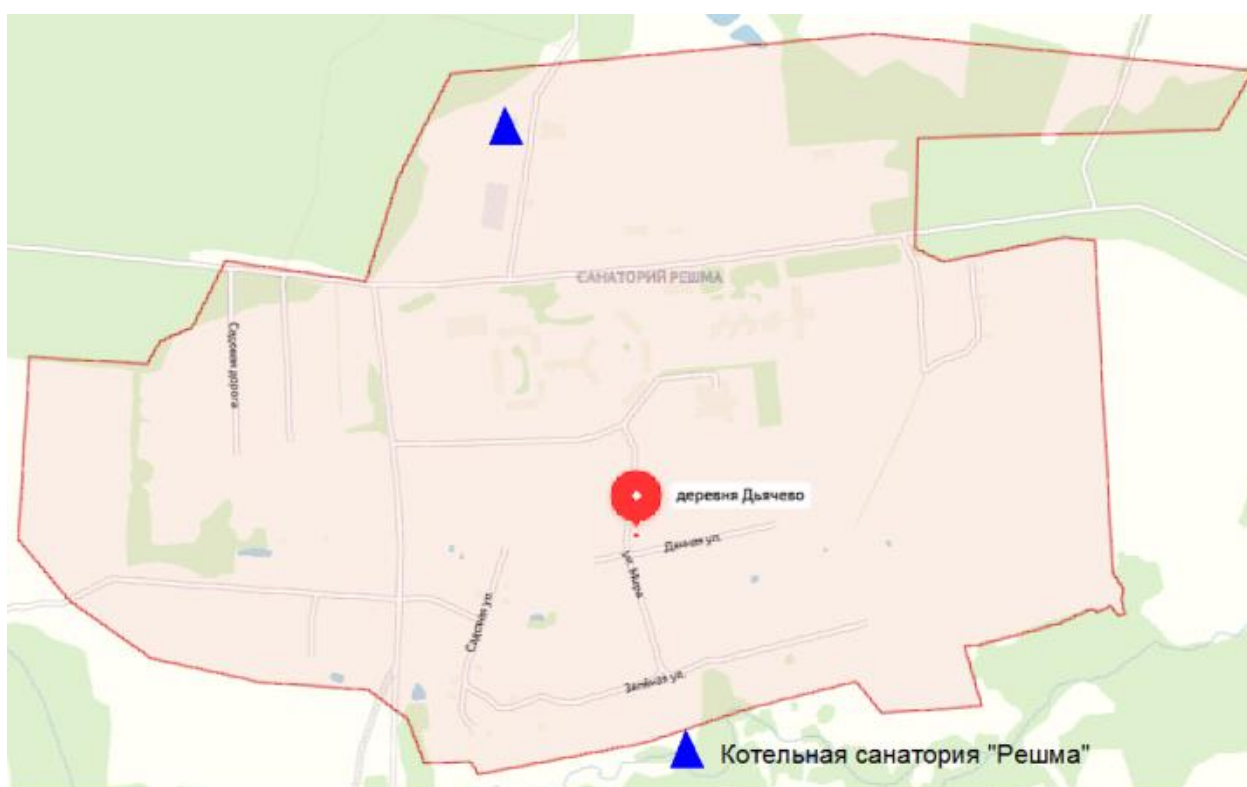 САНАТОРИЙ РЕШМА
Садовая дорога
деревня Дьячево
Дачная ул.
ул. Мира
Садовая ул.
Зелёная ул.
Котельная санатория "Решма"